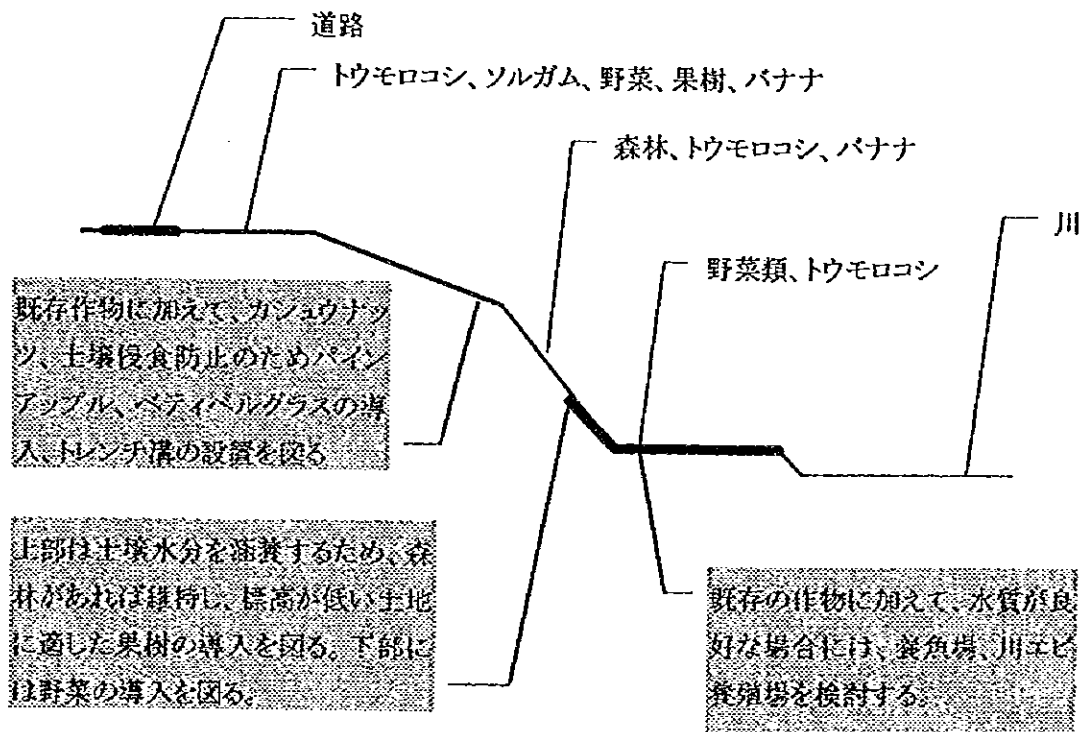 道路
トウモロコシ、ソルガム、野菜、果樹、バナナ
森林、トウモロコシ、バナナ
川
野菜類、トウモロコシ
既存作物に加えて、カシュウナッ
ツ、土壌侵食防止のためパイン
アップル、ベティベルグラスの導
入、トレンチ溝の設置を図る
上部は土壌水分を涵養するため、森
林があれば維持し、標高が低い土地
に適した果樹の導入を図る。下部に
は野菜の導入を図る。
既存の作物に加えて、水質が良
好な場合には、養魚場、川エビ
養殖場を検討する。